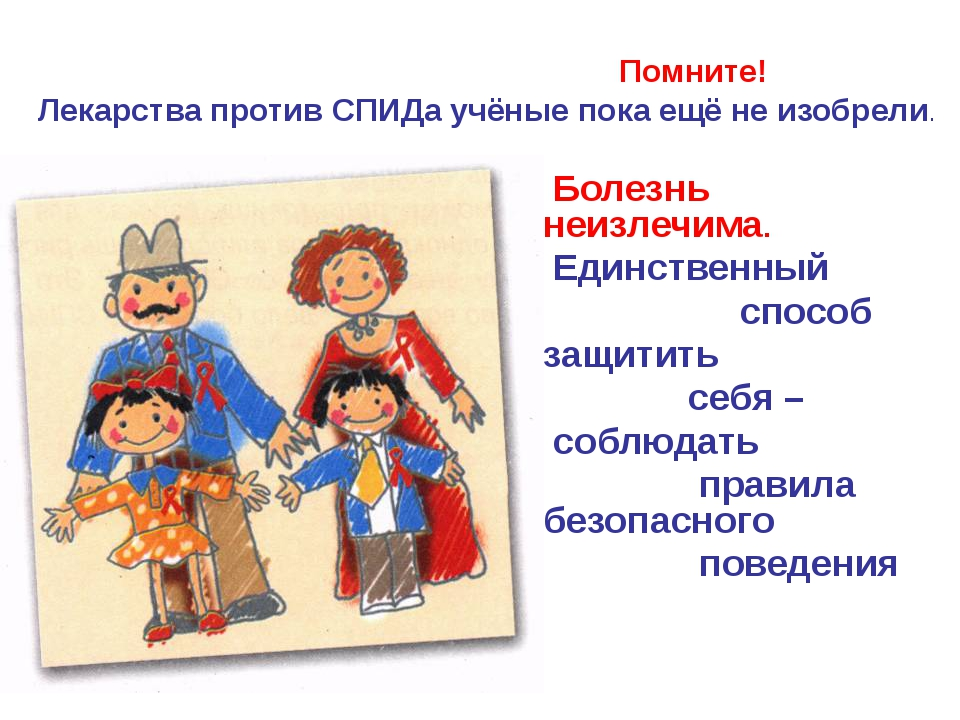 Помните!
Лекарства против СПИДа учёные пока ещё не изобрели.
Болезнь
неизлечима.
Единственный
способ
защитить
себя –
соблюдать
правила
безопасного
поведения